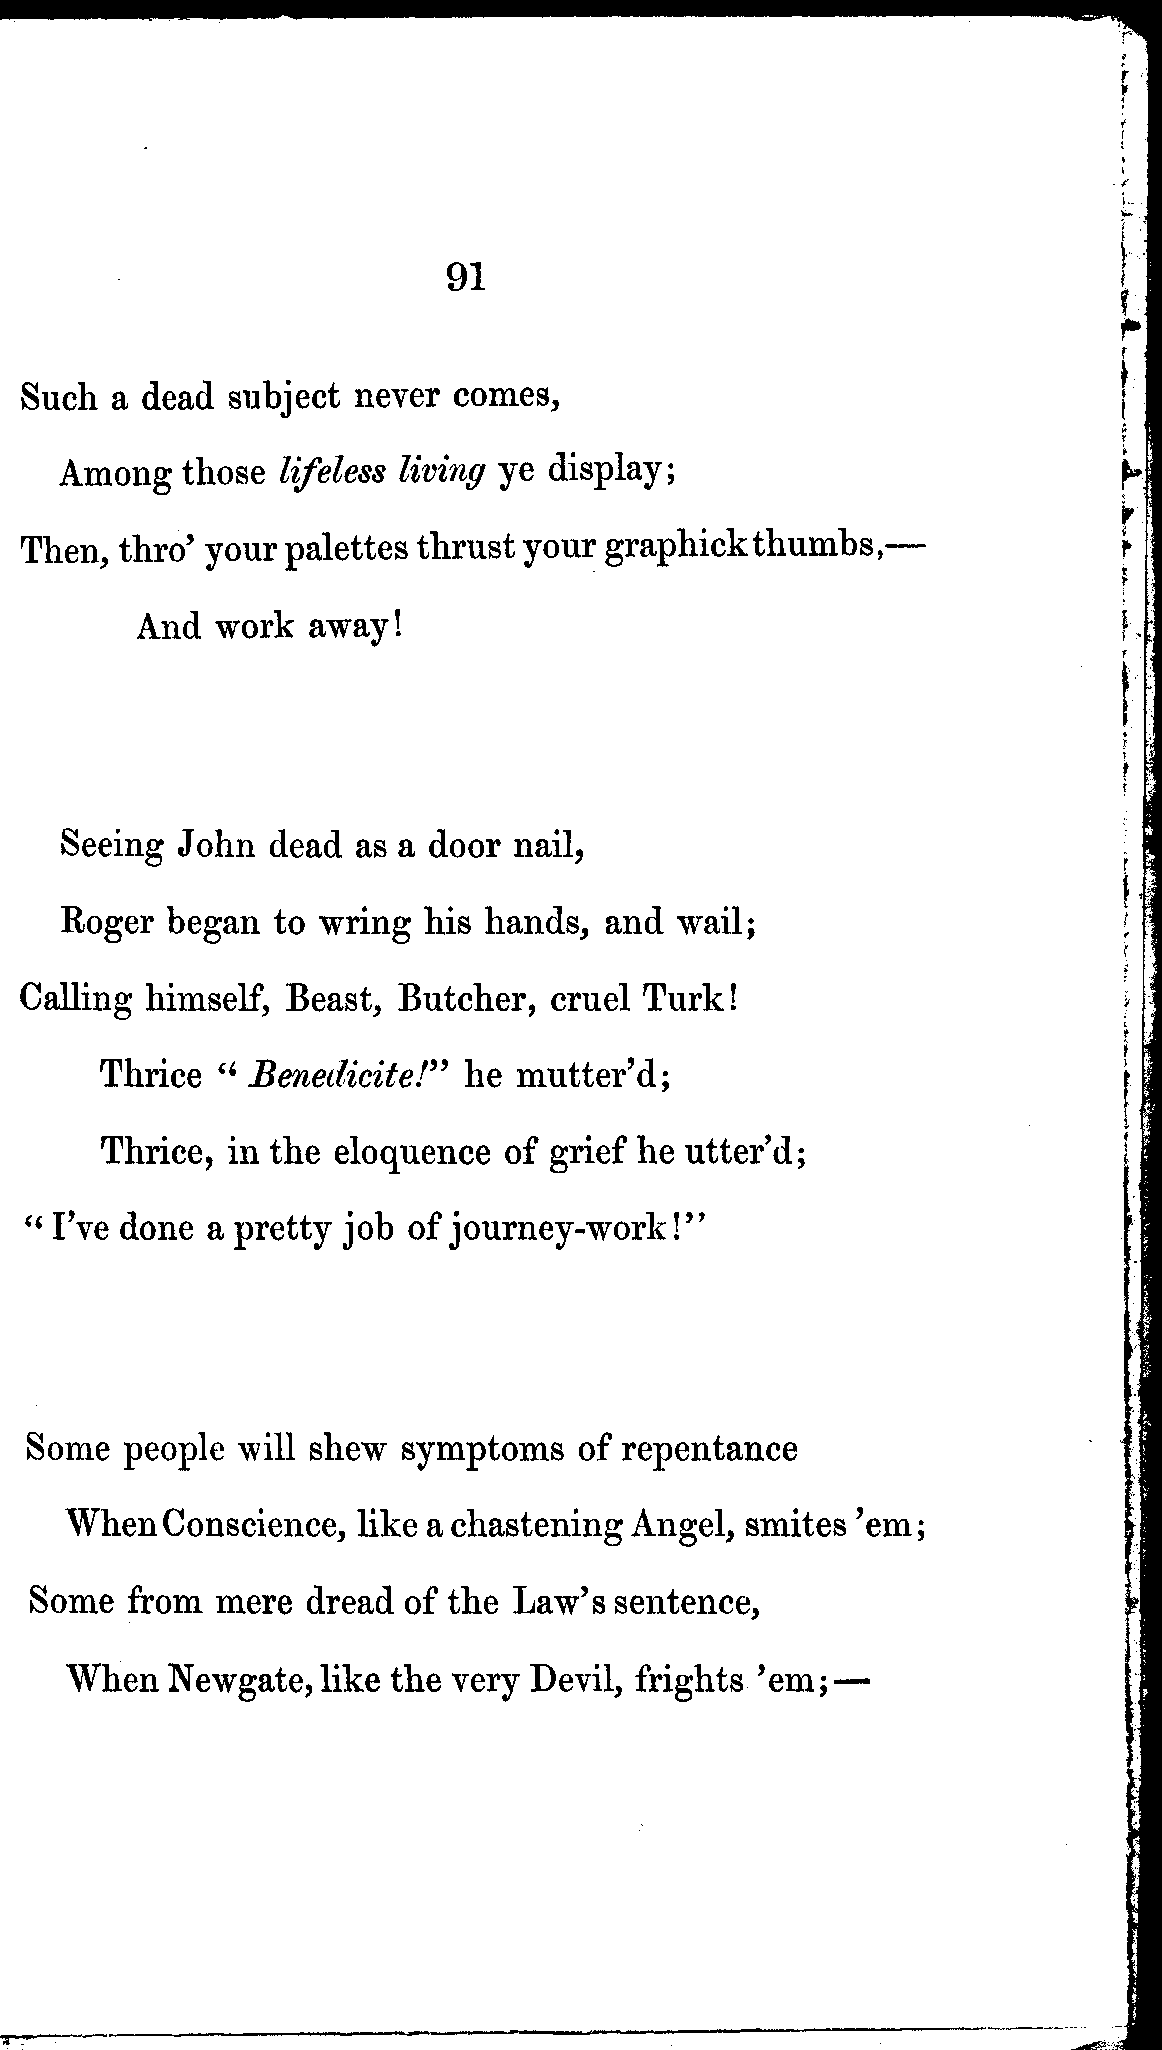 91
Such a dead subject never comes,
Among those lifeless living ye display;
Then, thro' your palettes thrust your graphick thumbs,—
And work away!
Seeing John dead as a door nail,
Roger began to wring his hands, and wail;
Calling himself, Beast, Butcher, cruel Turk!
Thrice “ Benedicite!” he mutter'd;
Thrice, in the eloquence of grief he utter'd;
“ I've done a pretty job of journey-work!”
Some people will shew symptoms of repentance
When Conscience, like a chastening Angel, smites 'em;
Some from mere dread of the Law's sentence,
When Newgate, like the very Devil, frights 'em;—